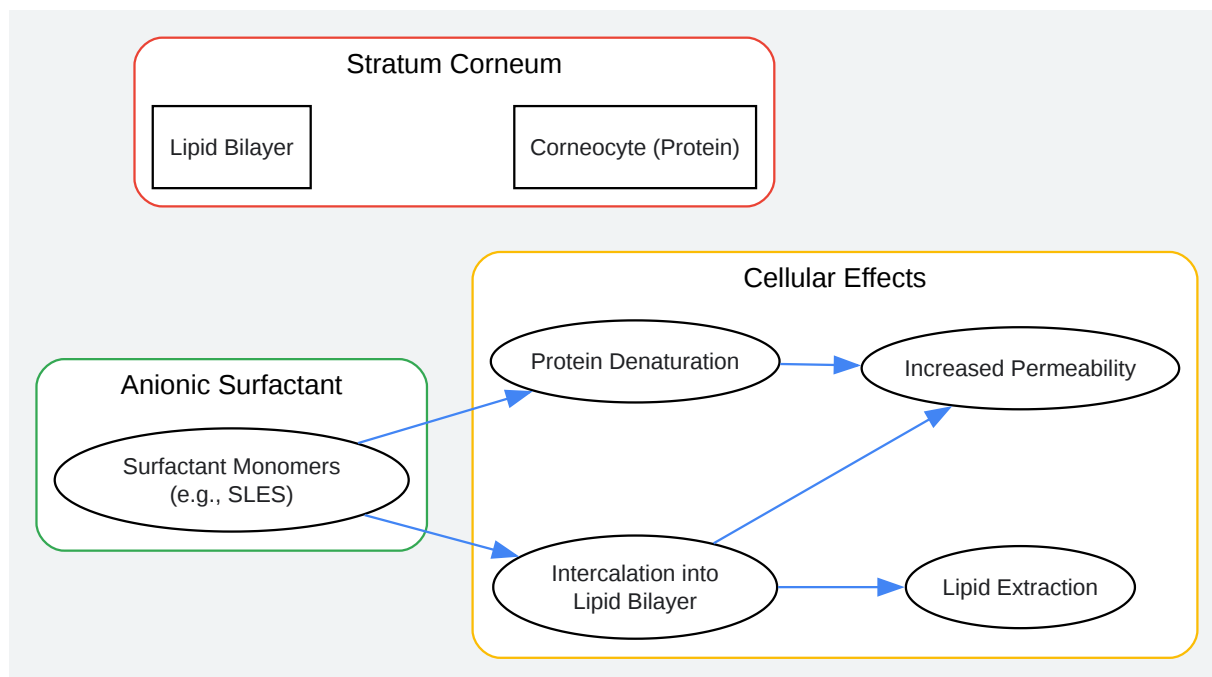 Stratum Corneum
Lipid Bilayer
Corneocyte (Protein)
Cellular Effects
Protein Denaturation
Increased Permeability
Anionic Surfactant
Surfactant Monomers
(e.g., SLES)
Intercalation into
Lipid Bilayer
Lipid Extraction